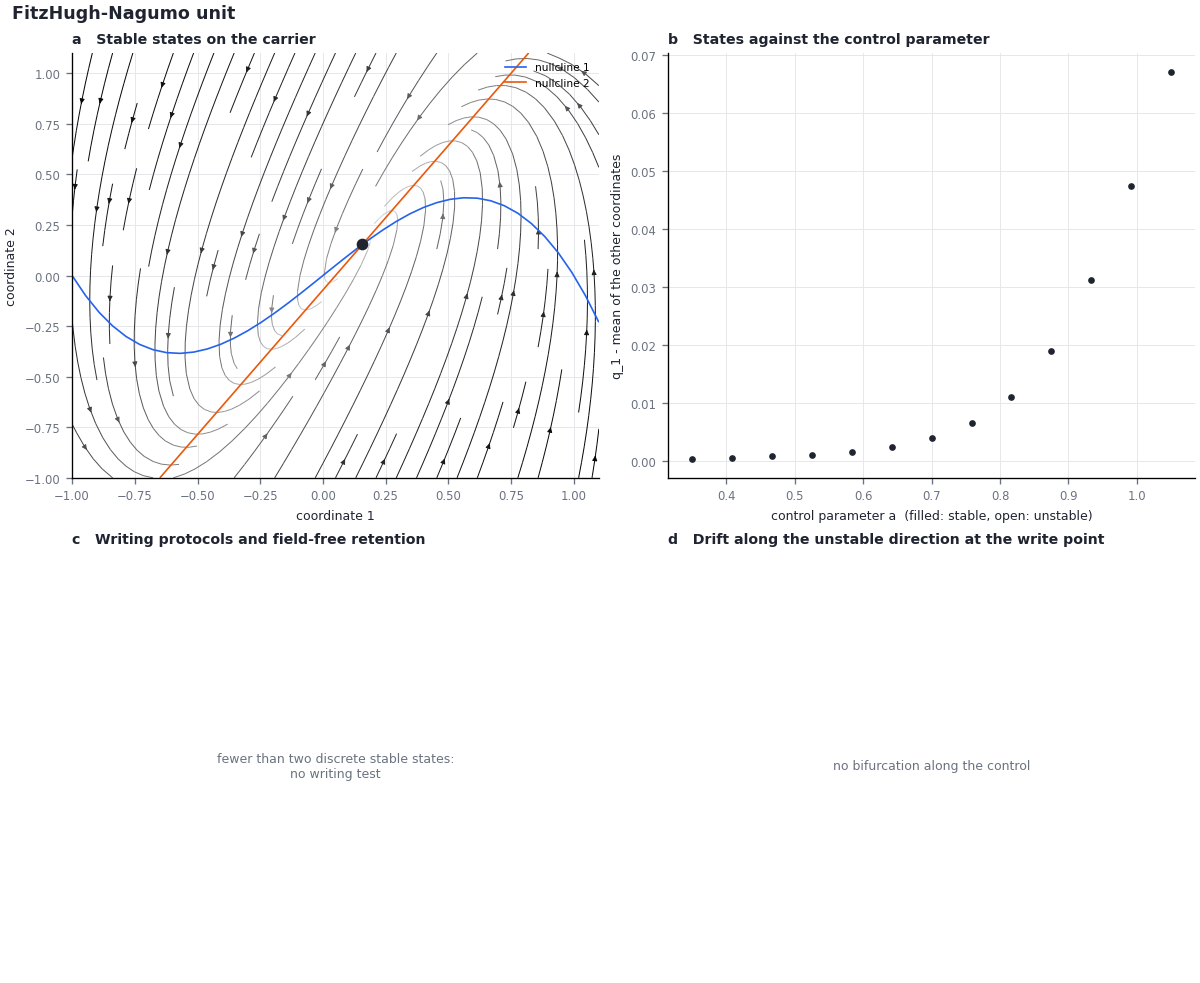 FitzHugh-Nagumo unit
a Stable states on the carrier
nullcline 1
nullcline 2
1.00
0.75
0.50
0.25
0.00
−0.25
−0.50
−0.75
−1.00
coordinate 2
−1.00 −0.75 −0.50 −0.25 0.00 0.25 0.50 0.75 1.00
coordinate 1
b States against the control parameter
0.07
0.06
0.05
0.04
0.03
0.02
0.01
0.00
q_1 - mean of the other coordinates
0.4 0.5 0.6 0.7 0.8 0.9 1.0
control parameter a (filled: stable, open: unstable)
c Writing protocols and field-free retention
fewer than two discrete stable states:
no writing test
d Drift along the unstable direction at the write point
no bifurcation along the control